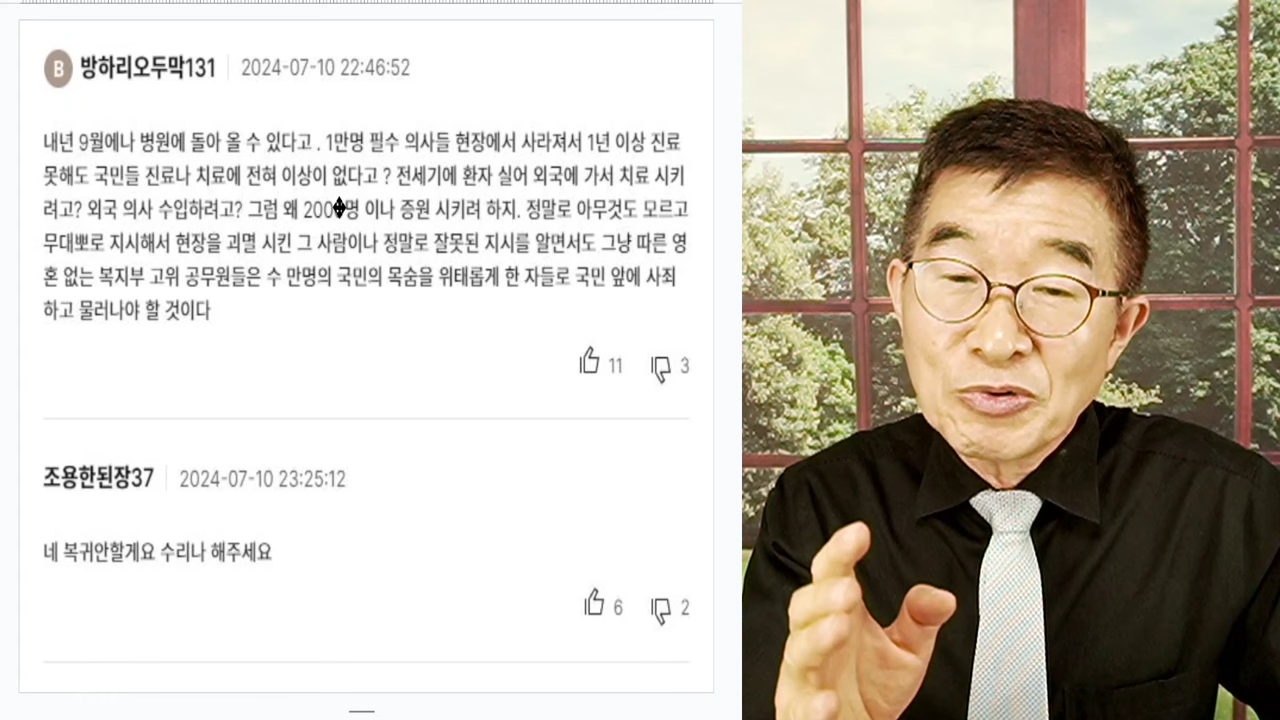 B 방하리오두막131 2024-07-10 22:46:52
내년 9월에나 병원에 돌아 올 수 있다고 . 1만명 필수 의사들 현장에서 사라져서 1년 이상 진료
못해도 국민들 진료나 치료에 전혀 이상이 없다고 ? 전세기에 환자 실어 외국에 가서 치료 시키
려고? 외국 의사 수입하려고? 그럼 왜 2000명 이나 증원 시키려 하지. 정말로 아무것도 모르고
무대뽀로 지시해서 현장을 괴멸 시킨 그 사람이나 정말로 잘못된 지시를 알면서도 그냥 따른 영
혼 없는 복지부 고위 공무원들은 수 만명의 국민의 목숨을 위태롭게 한 자들로 국민 앞에 사죄
하고 물러나야 할 것이다
11 3
조용한된장37 2024-07-10 23:25:12
네 복귀안할게요 수리나 해주세요
6 2